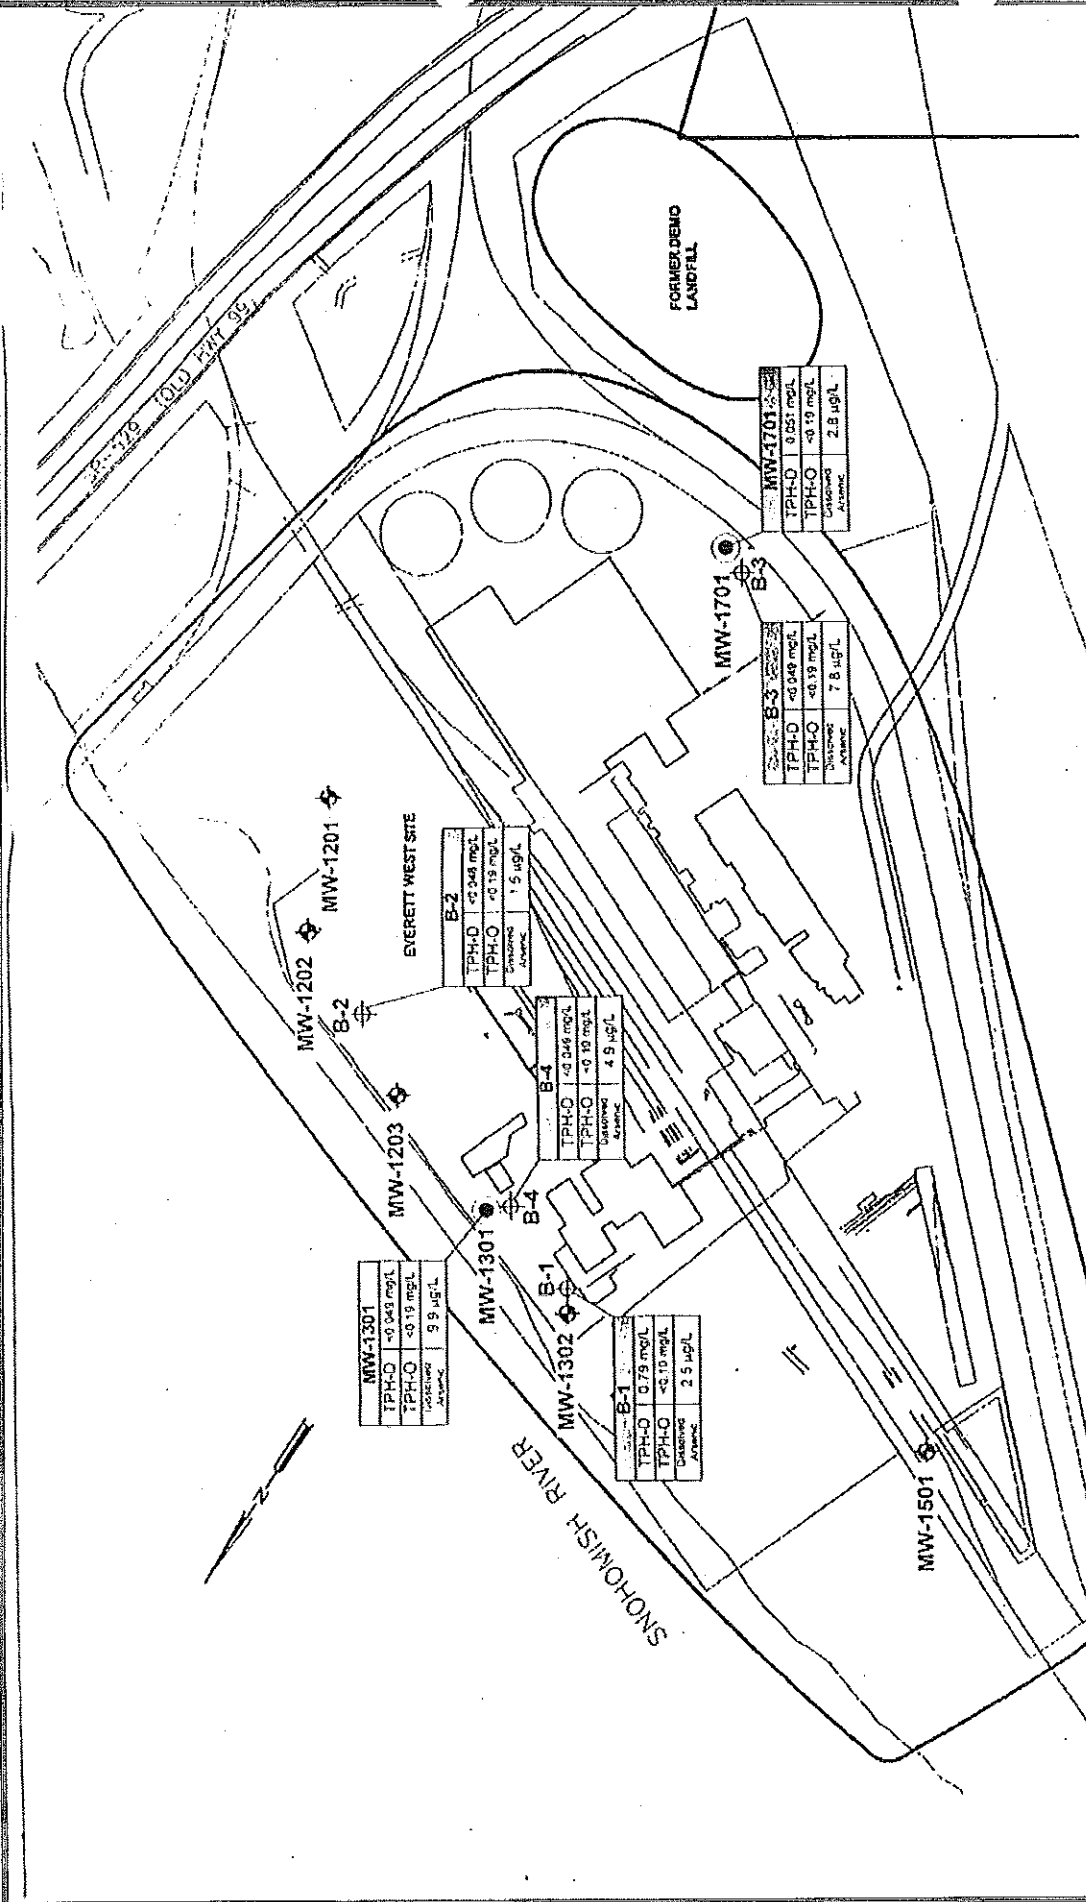 SR-529 (OLD HWY 99)
FORMER DEMO
LANDFILL
MW-1701
TPH-D 0.051 mg/L
TPH-O <0.19 mg/L
Dissolved
Arsenic 2.8 µg/L
MW-1701
B-3
B-3
TPH-D <0.049 mg/L
TPH-O <0.19 mg/L
Dissolved
Arsenic 7.8 µg/L
MW-1201
EVERETT WEST SITE
MW-1202
B-2
B-2
TPH-D <0.048 mg/L
TPH-O <0.19 mg/L
Dissolved
Arsenic 1.5 µg/L
MW-1203
B-4
TPH-D <0.049 mg/L
TPH-O <0.19 mg/L
Dissolved
Arsenic 4.9 µg/L
B-4
MW-1301
MW-1301
TPH-D <0.049 mg/L
TPH-O <0.19 mg/L
Dissolved
Arsenic 9.9 µg/L
B-1
MW-1302
B-1
TPH-D 0.79 mg/L
TPH-O <0.19 mg/L
Dissolved
Arsenic 2.5 µg/L
N
SNOHOMISH RIVER
MW-1501